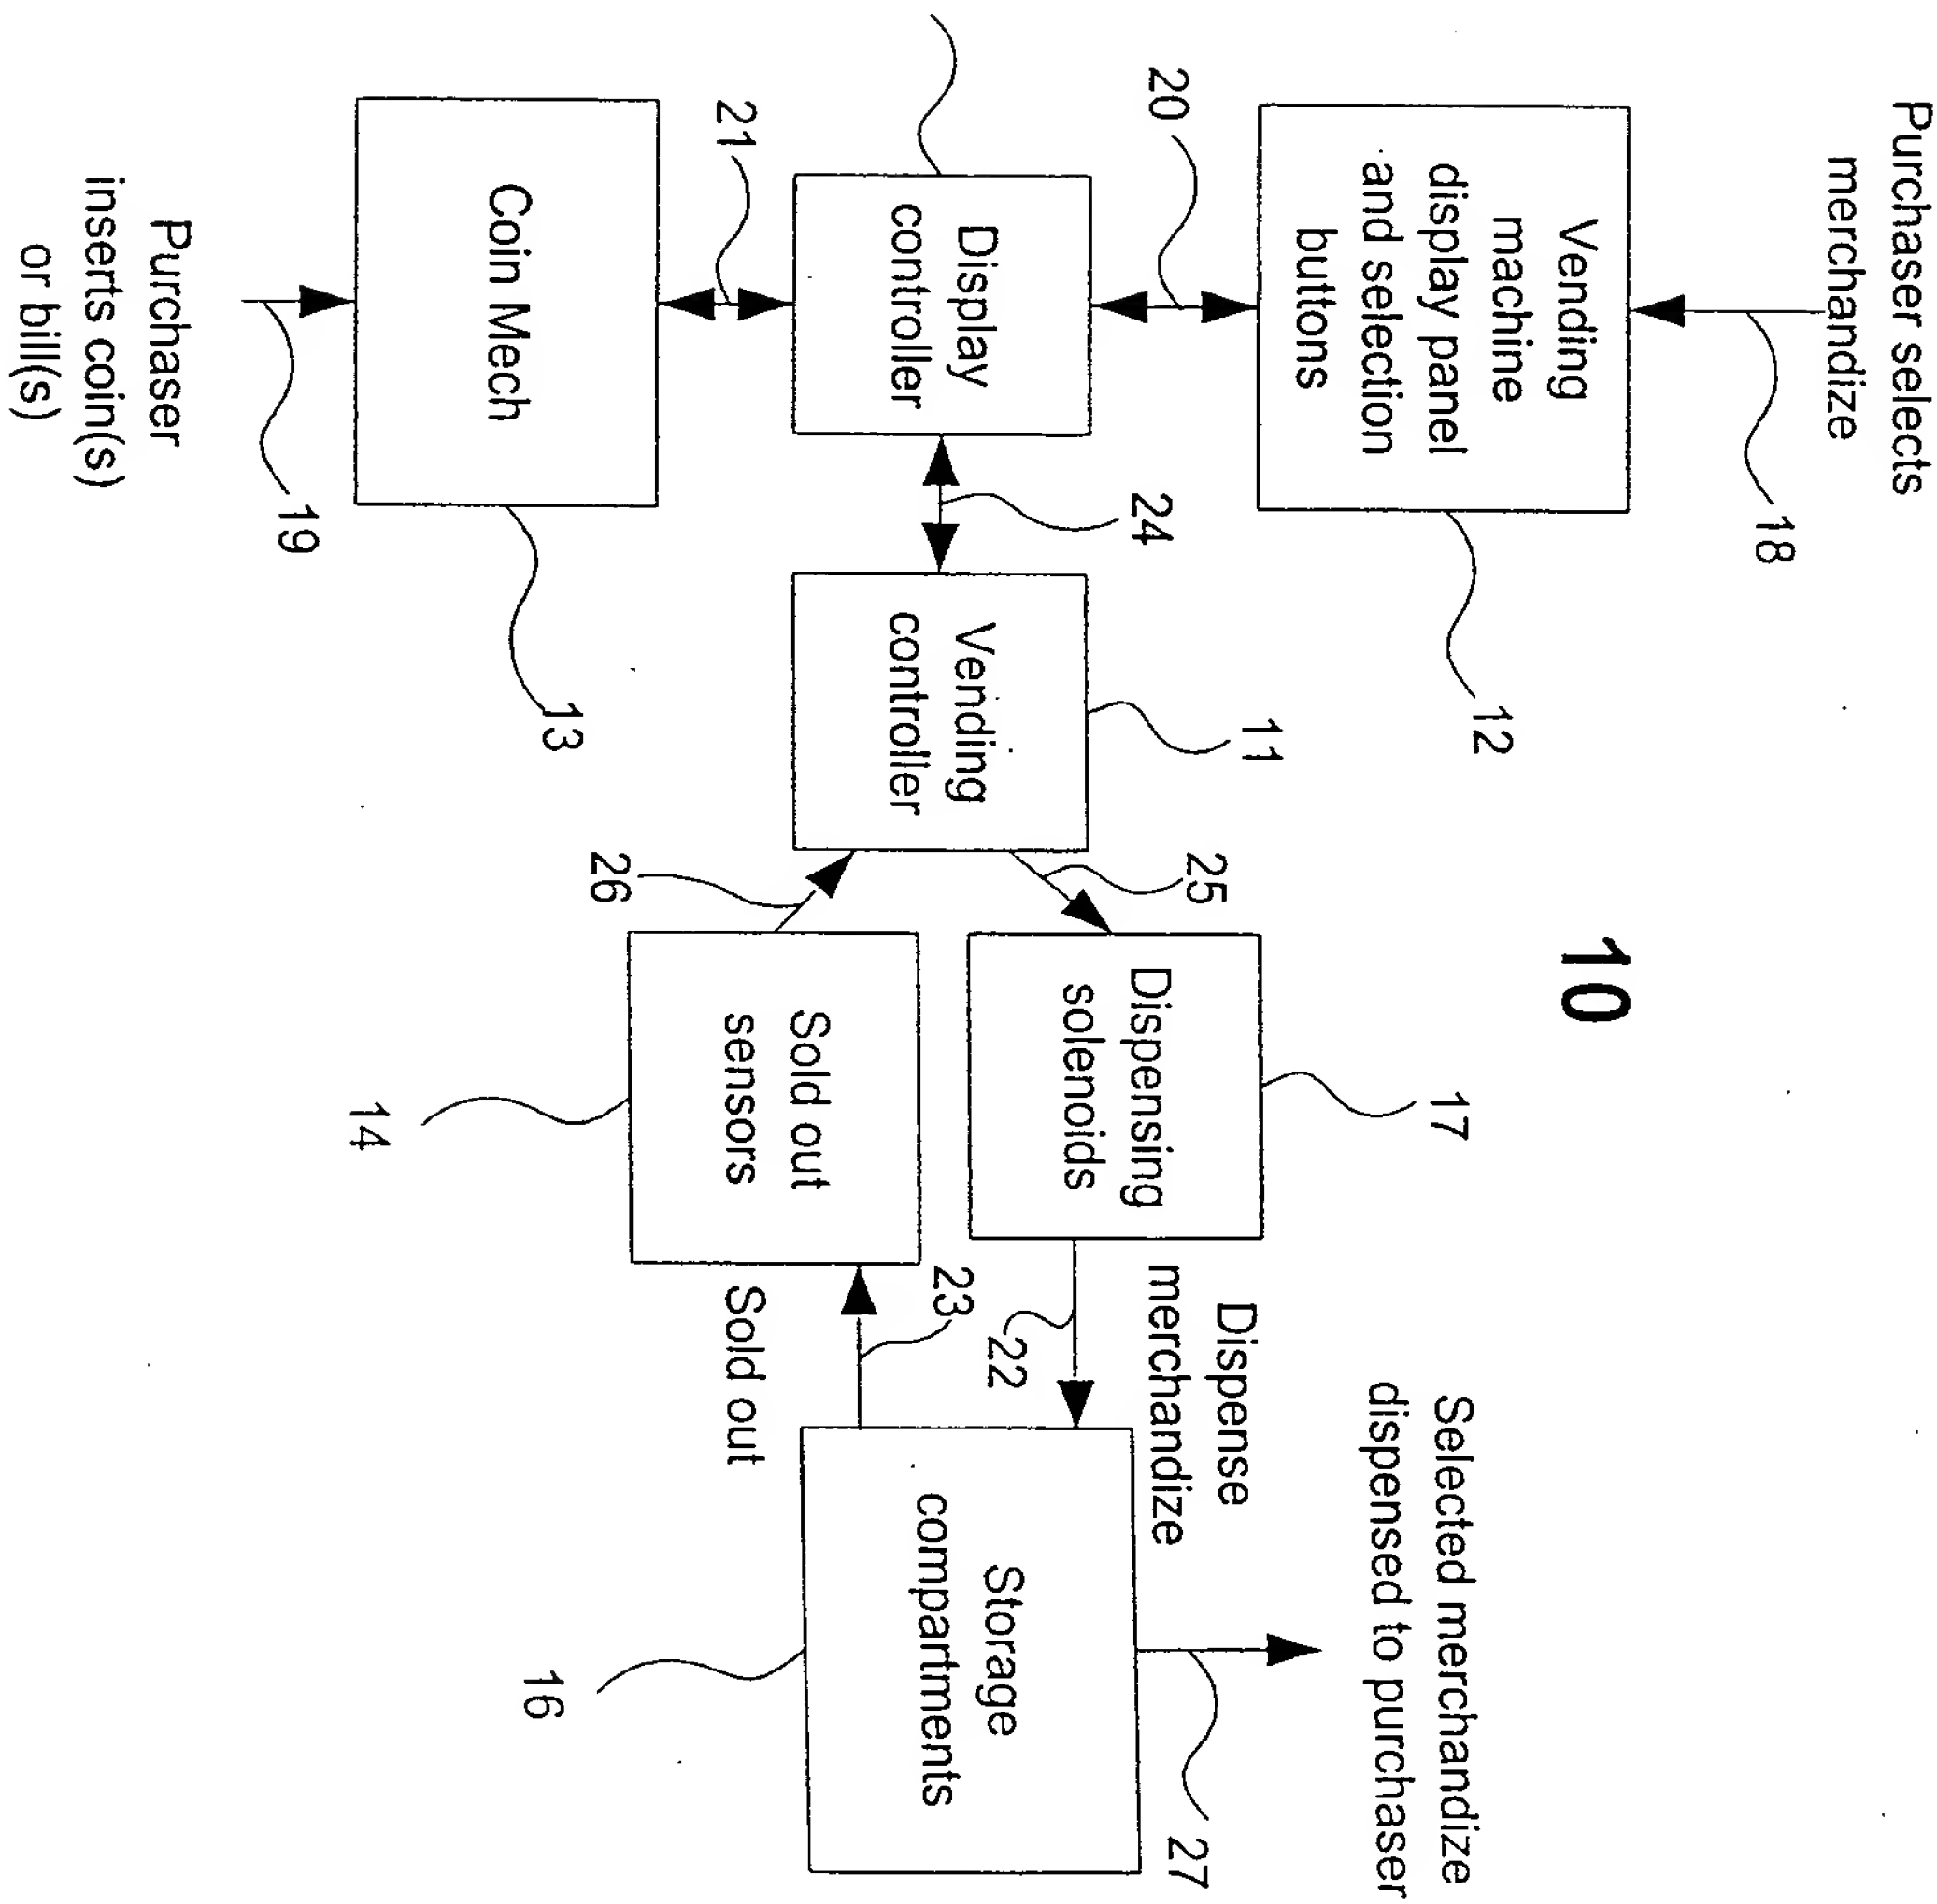 Purchaser selects
merchandize
18
Vending
machine
display panel
and selection
buttons
12
20
Display
controller
24
21
Coin Mech
13
Purchaser
inserts coin(s)
or bill(s)
19
Vending
controller
11
10
25
26
Dispensing
solenoids
17
Sold out
sensors
14
Dispense
merchandize
22
23
Sold out
Storage
compartments
16
Selected merchandize
dispensed to purchaser
27